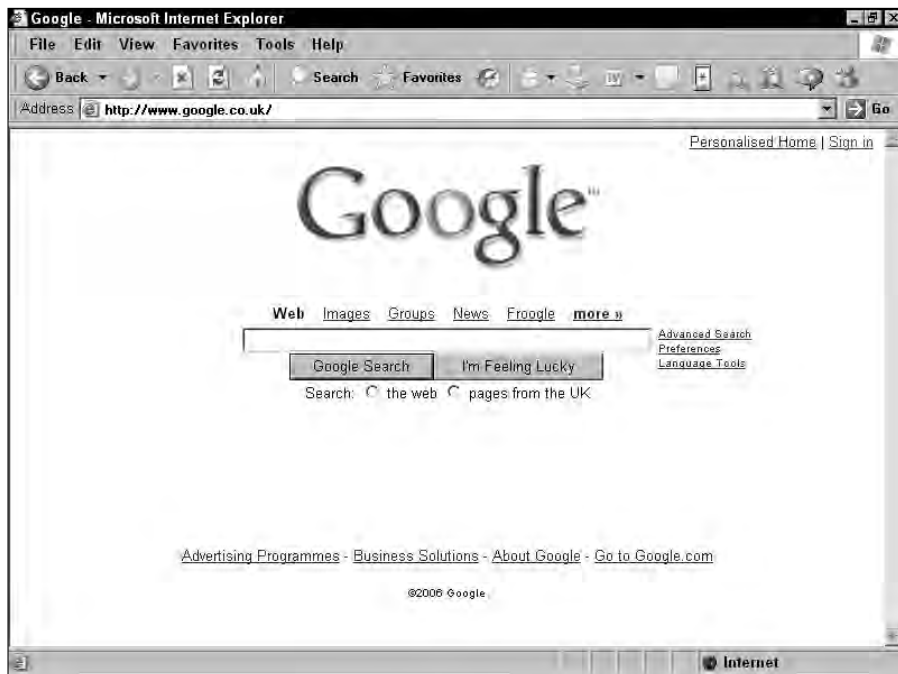 Google - Microsoft Internet Explorer
File Edit View Favorites Tools Help
Back Search Favorites
Address http://www.google.co.uk/ Go
Personalised Home | Sign in
Google™
Web Images Groups News Froogle more »
Advanced Search
Preferences
Language Tools
Google Search I'm Feeling Lucky
Search: the web pages from the UK
Advertising Programmes - Business Solutions - About Google - Go to Google.com
©2006 Google
Internet